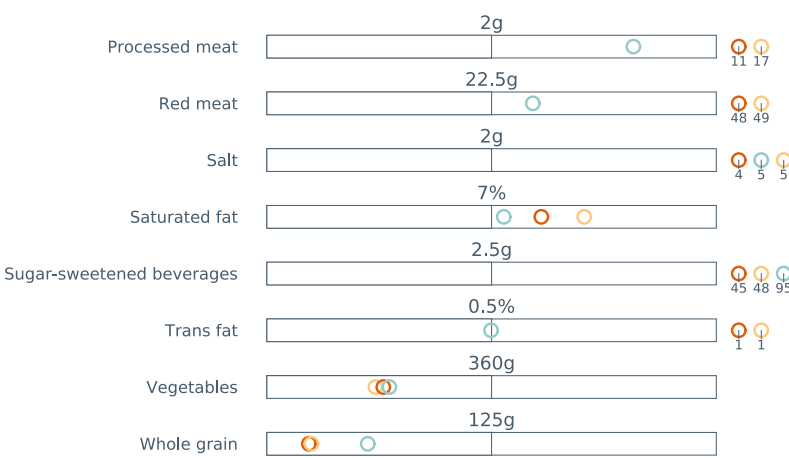 2g
Processed meat
11 17
22.5g
Red meat
48 49
2g
Salt
4 5 5
7%
Saturated fat
2.5g
Sugar-sweetened beverages
45 48 95
0.5%
Trans fat
1 1
360g
Vegetables
125g
Whole grain